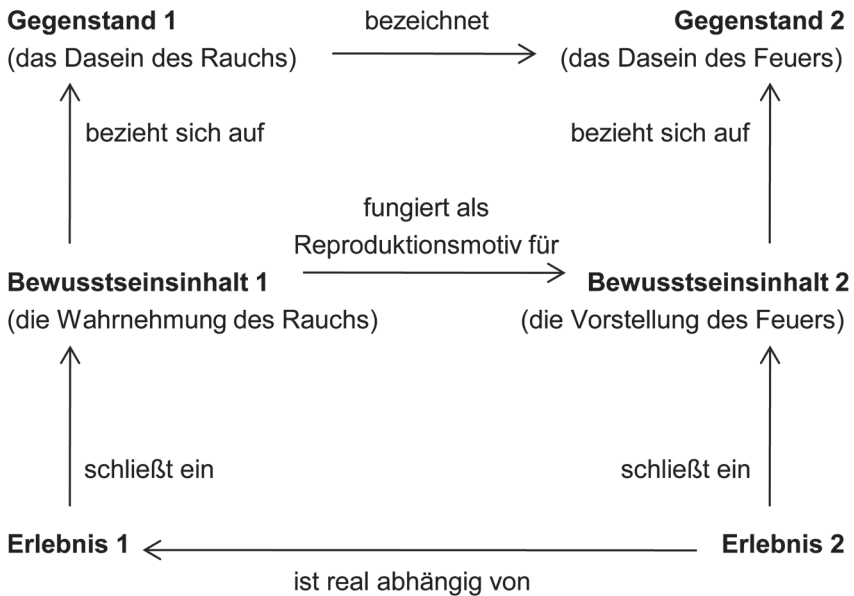 Gegenstand 1
bezeichnet
Gegenstand 2
(das Dasein des Rauchs)
(das Dasein des Feuers)
bezieht sich auf
bezieht sich auf
fungiert als
Reproduktionsmotiv für
Bewusstseinsinhalt 1
Bewusstseinsinhalt 2
(die Wahrnehmung des Rauchs)
(die Vorstellung des Feuers)
schließt ein
schließt ein
Erlebnis 1
Erlebnis 2
ist real abhängig von